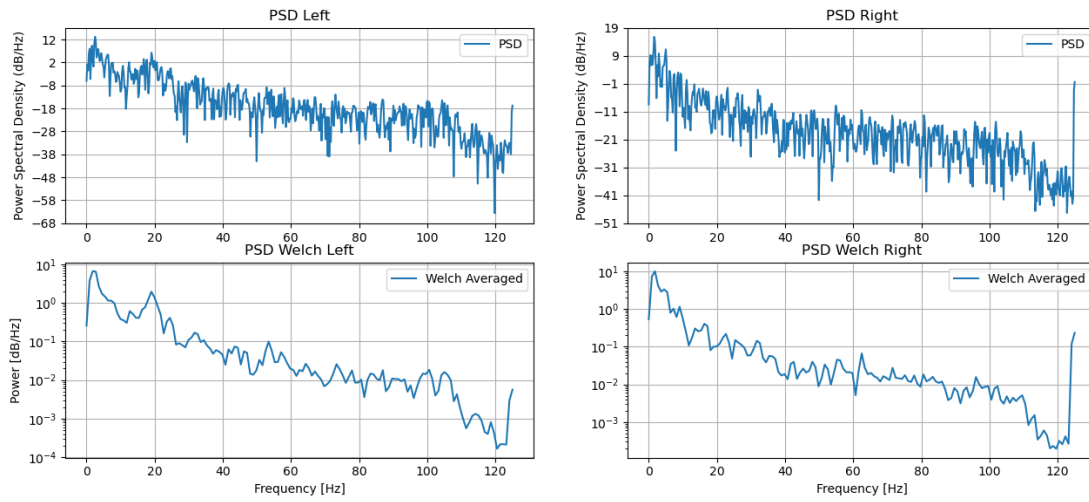 PSD Left
Power Spectral Density (dB/Hz)
12
2
-8
-18
-28
-38
-48
-58
-68
PSD
0 20 40 60 80 100 120
PSD Right
Power Spectral Density (dB/Hz)
19
9
-1
-11
-21
-31
-41
-51
PSD
0 20 40 60 80 100 120
PSD Welch Left
Power [dB/Hz]
10¹
10⁰
10⁻¹
10⁻²
10⁻³
10⁻⁴
Welch Averaged
0 20 40 60 80 100 120
Frequency [Hz]
PSD Welch Right
10¹
10⁰
10⁻¹
10⁻²
10⁻³
Welch Averaged
0 20 40 60 80 100 120
Frequency [Hz]